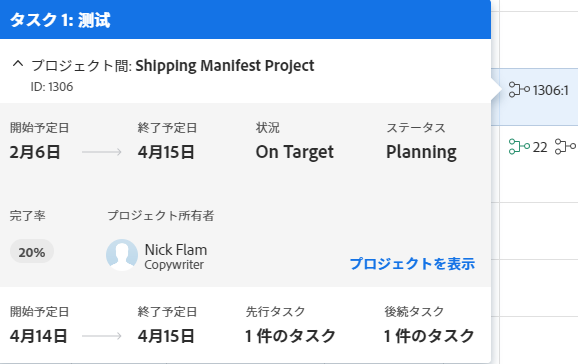 タスク 1: 测试
プロジェクト間: Shipping Manifest Project
ID: 1306
1306:1
開始予定日 終了予定日 状況 ステータス
2月6日 4月15日 On Target Planning
22
完了率 プロジェクト所有者
20% Nick Flam
Copywriter
プロジェクトを表示
開始予定日 終了予定日 先行タスク 後続タスク
4月14日 4月15日 1 件のタスク 1 件のタスク